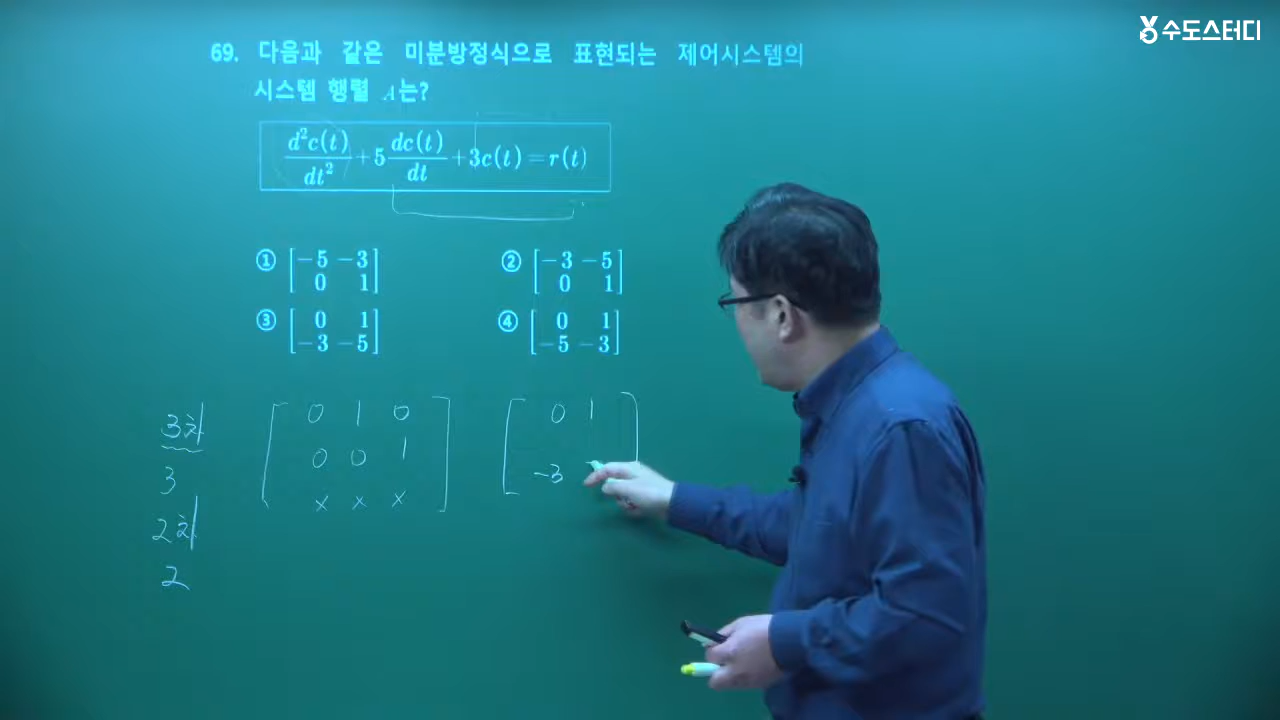 수도스터디
69. 다음과 같은 미분방정식으로 표현되는 제어시스템의
시스템 행렬 A는?
d²c(t)/dt² + 5 dc(t)/dt + 3c(t) = r(t)
① [−5 −3
0 1]
② [−3 −5
0 1]
③ [0 1
−3 −5]
④ [0 1
−5 −3]
3차
3
2차
2
[0 1 0
0 0 1
× × ×]
[0 1
−3 ]